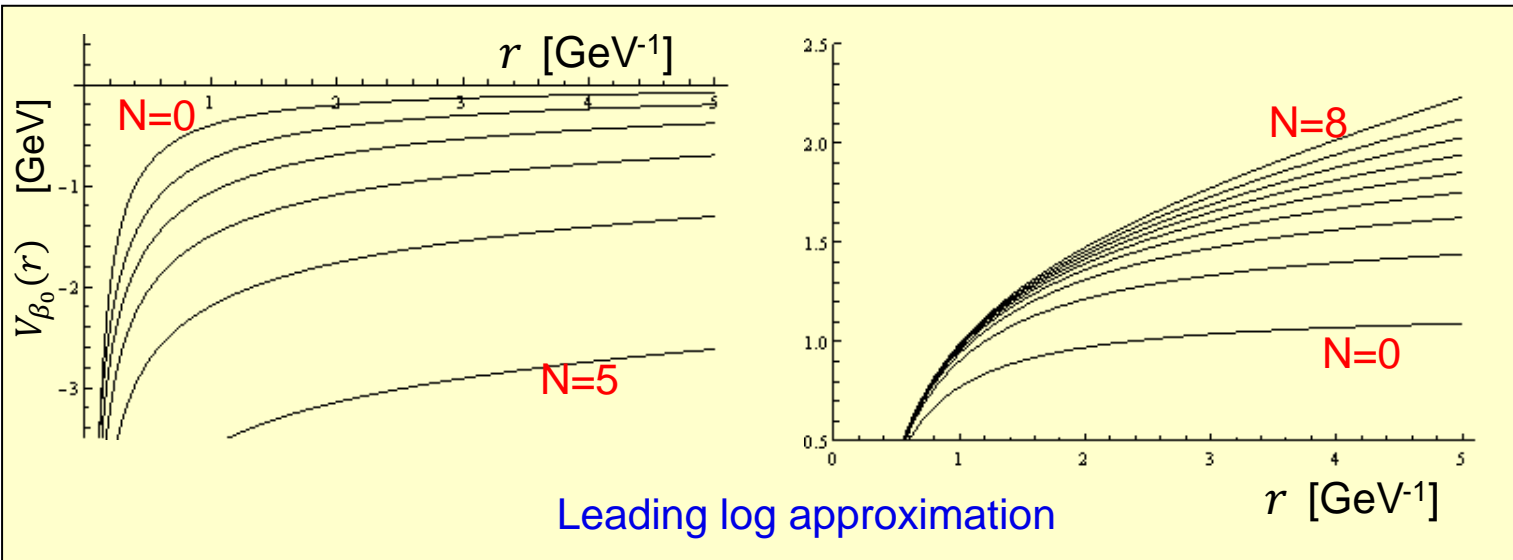 r [GeV-1]
N=0
1
2
3
4
5
-1
-2
-3
Vβ0(r) [GeV]
N=5
2.5
2.0
1.5
1.0
0.5
N=8
N=0
0
1
2
3
4
5
r [GeV-1]
Leading log approximation